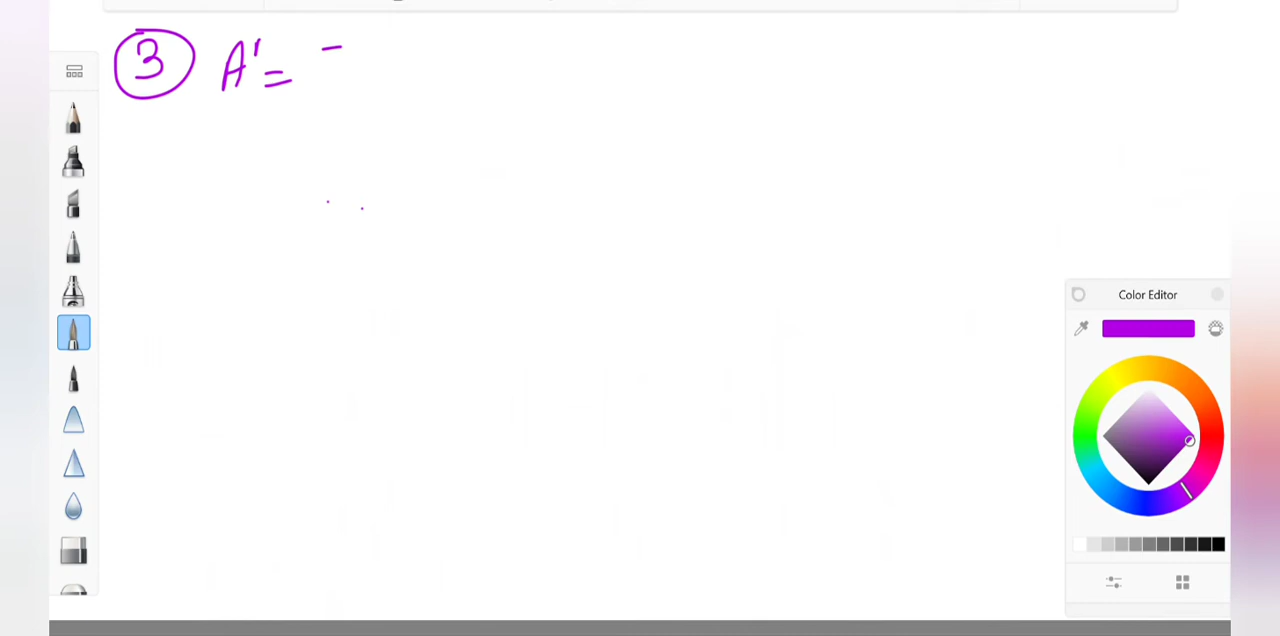 ③ A' = -
Color Editor